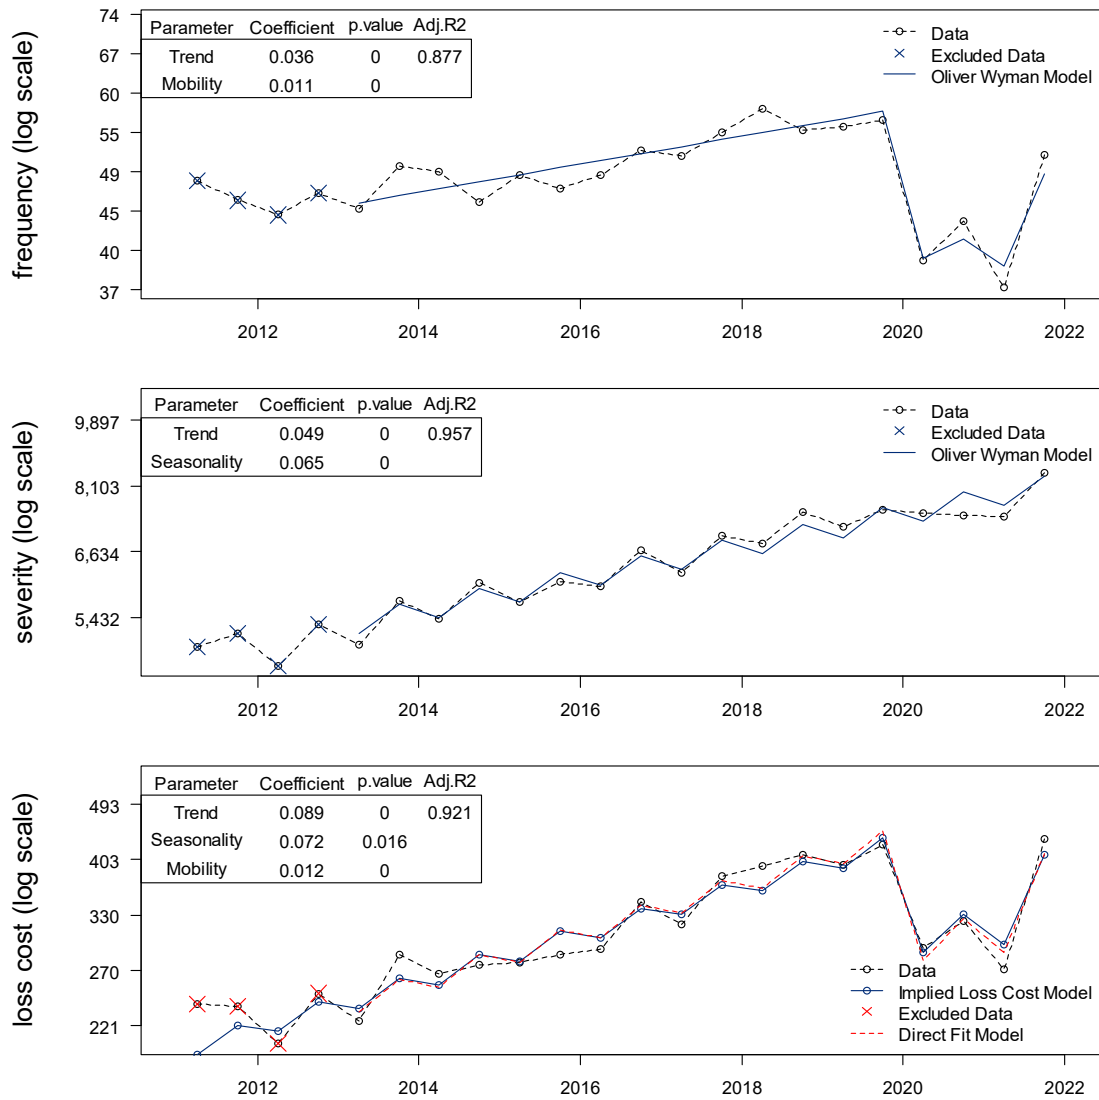 frequency (log scale)
74
67
60
55
49
45
40
37
Parameter Coefficient p.value Adj.R2
Trend 0.036 0 0.877
Mobility 0.011 0
Data
Excluded Data
Oliver Wyman Model
2012 2014 2016 2018 2020 2022
severity (log scale)
9,897
8,103
6,634
5,432
Parameter Coefficient p.value Adj.R2
Trend 0.049 0 0.957
Seasonality 0.065 0
Data
Excluded Data
Oliver Wyman Model
2012 2014 2016 2018 2020 2022
loss cost (log scale)
493
403
330
270
221
Parameter Coefficient p.value Adj.R2
Trend 0.089 0 0.921
Seasonality 0.072 0.016
Mobility 0.012 0
Data
Implied Loss Cost Model
Excluded Data
Direct Fit Model
2012 2014 2016 2018 2020 2022